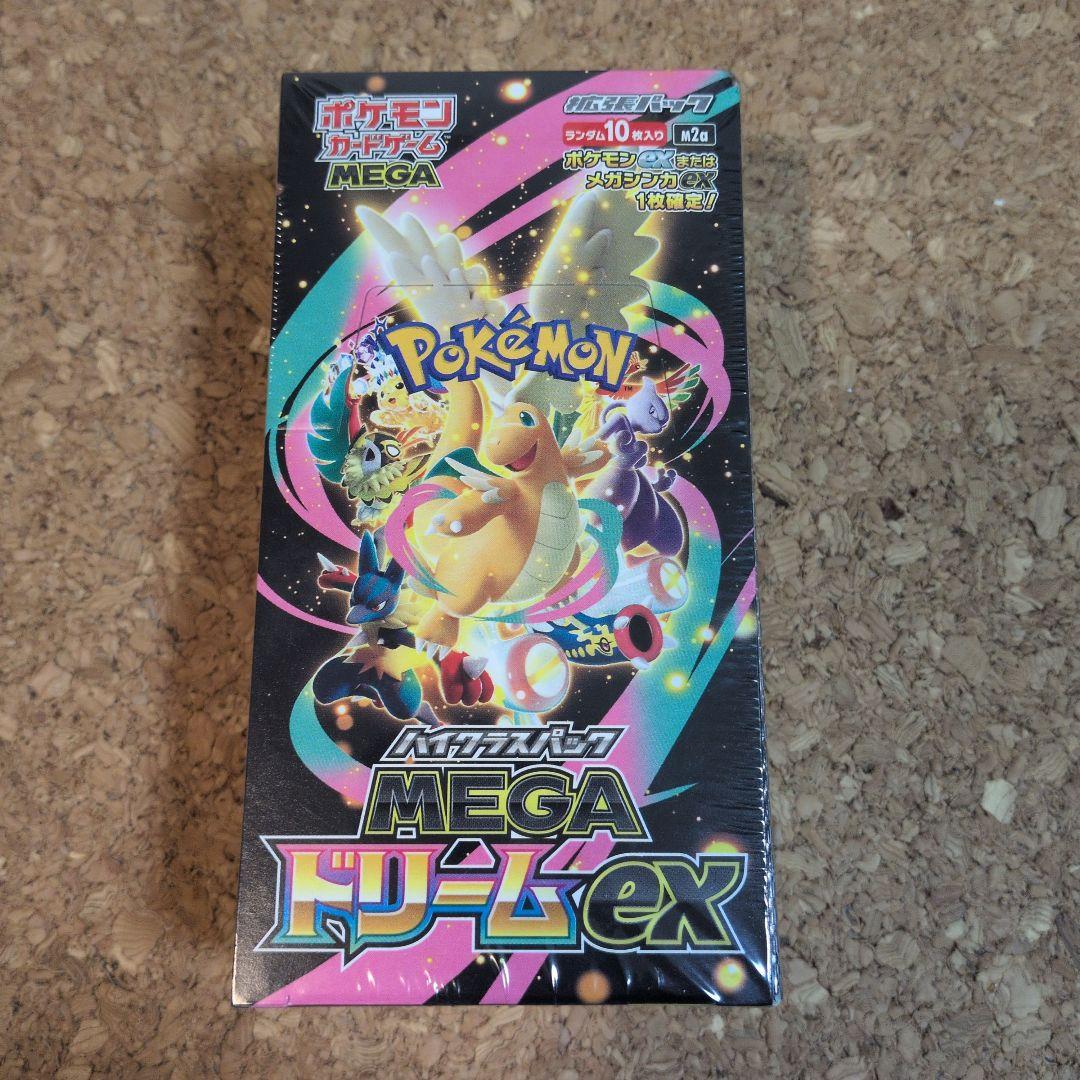 ポケモン
カードゲーム
MEGA
拡張パック
ランダム10枚入り M2a
ポケモンexまたは
メガシンカex
1枚確定!
POKéMON
TM
ハイクラスパック
MEGA
ドリームex